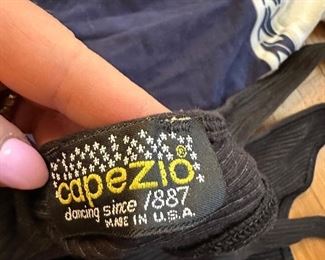 capezio®
dancing since 1887
MADE IN U.S.A.